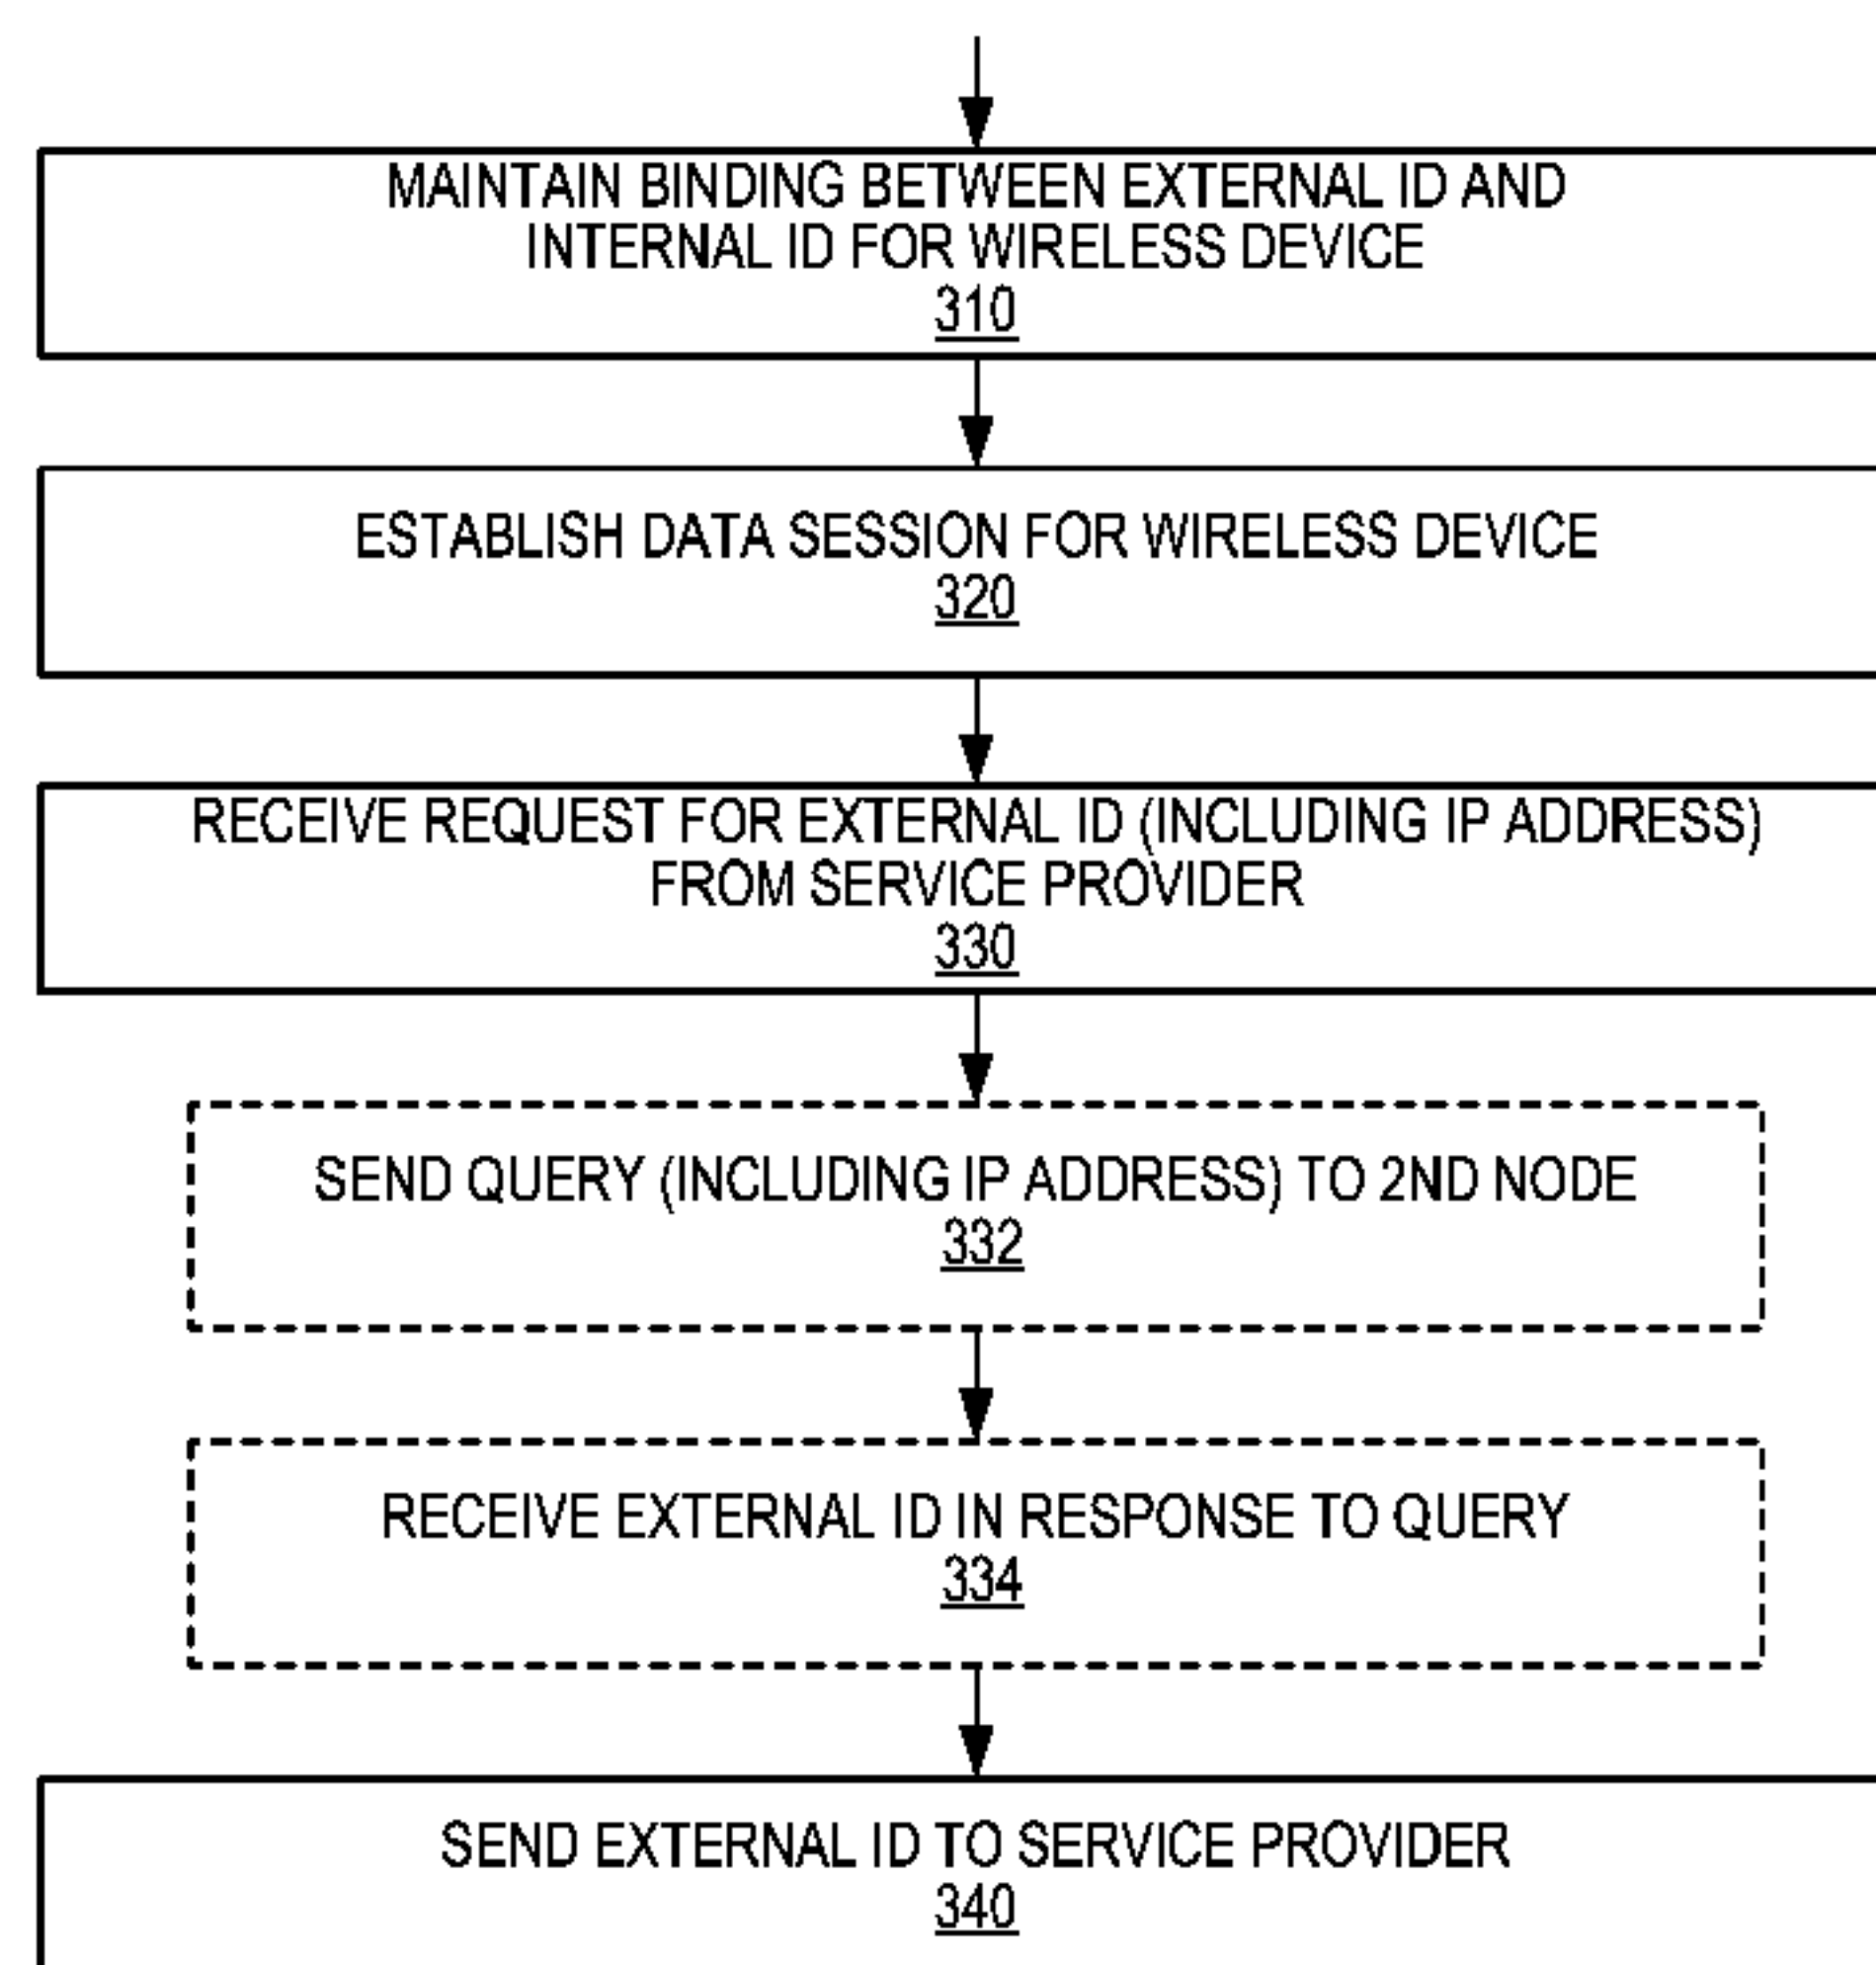 MAINTAIN BINDING BETWEEN EXTERNAL ID AND
INTERNAL ID FOR WIRELESS DEVICE
310
ESTABLISH DATA SESSION FOR WIRELESS DEVICE
320
RECEIVE REQUEST FOR EXTERNAL ID (INCLUDING IP ADDRESS)
FROM SERVICE PROVIDER
330
SEND QUERY (INCLUDING IP ADDRESS) TO 2ND NODE
332
RECEIVE EXTERNAL ID IN RESPONSE TO QUERY
334
SEND EXTERNAL ID TO SERVICE PROVIDER
340